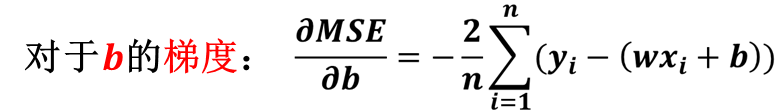 对于b的梯度： ∂MSE/∂b = −2/n ∑_{i=1}^{n} (y_i − (wx_i + b))